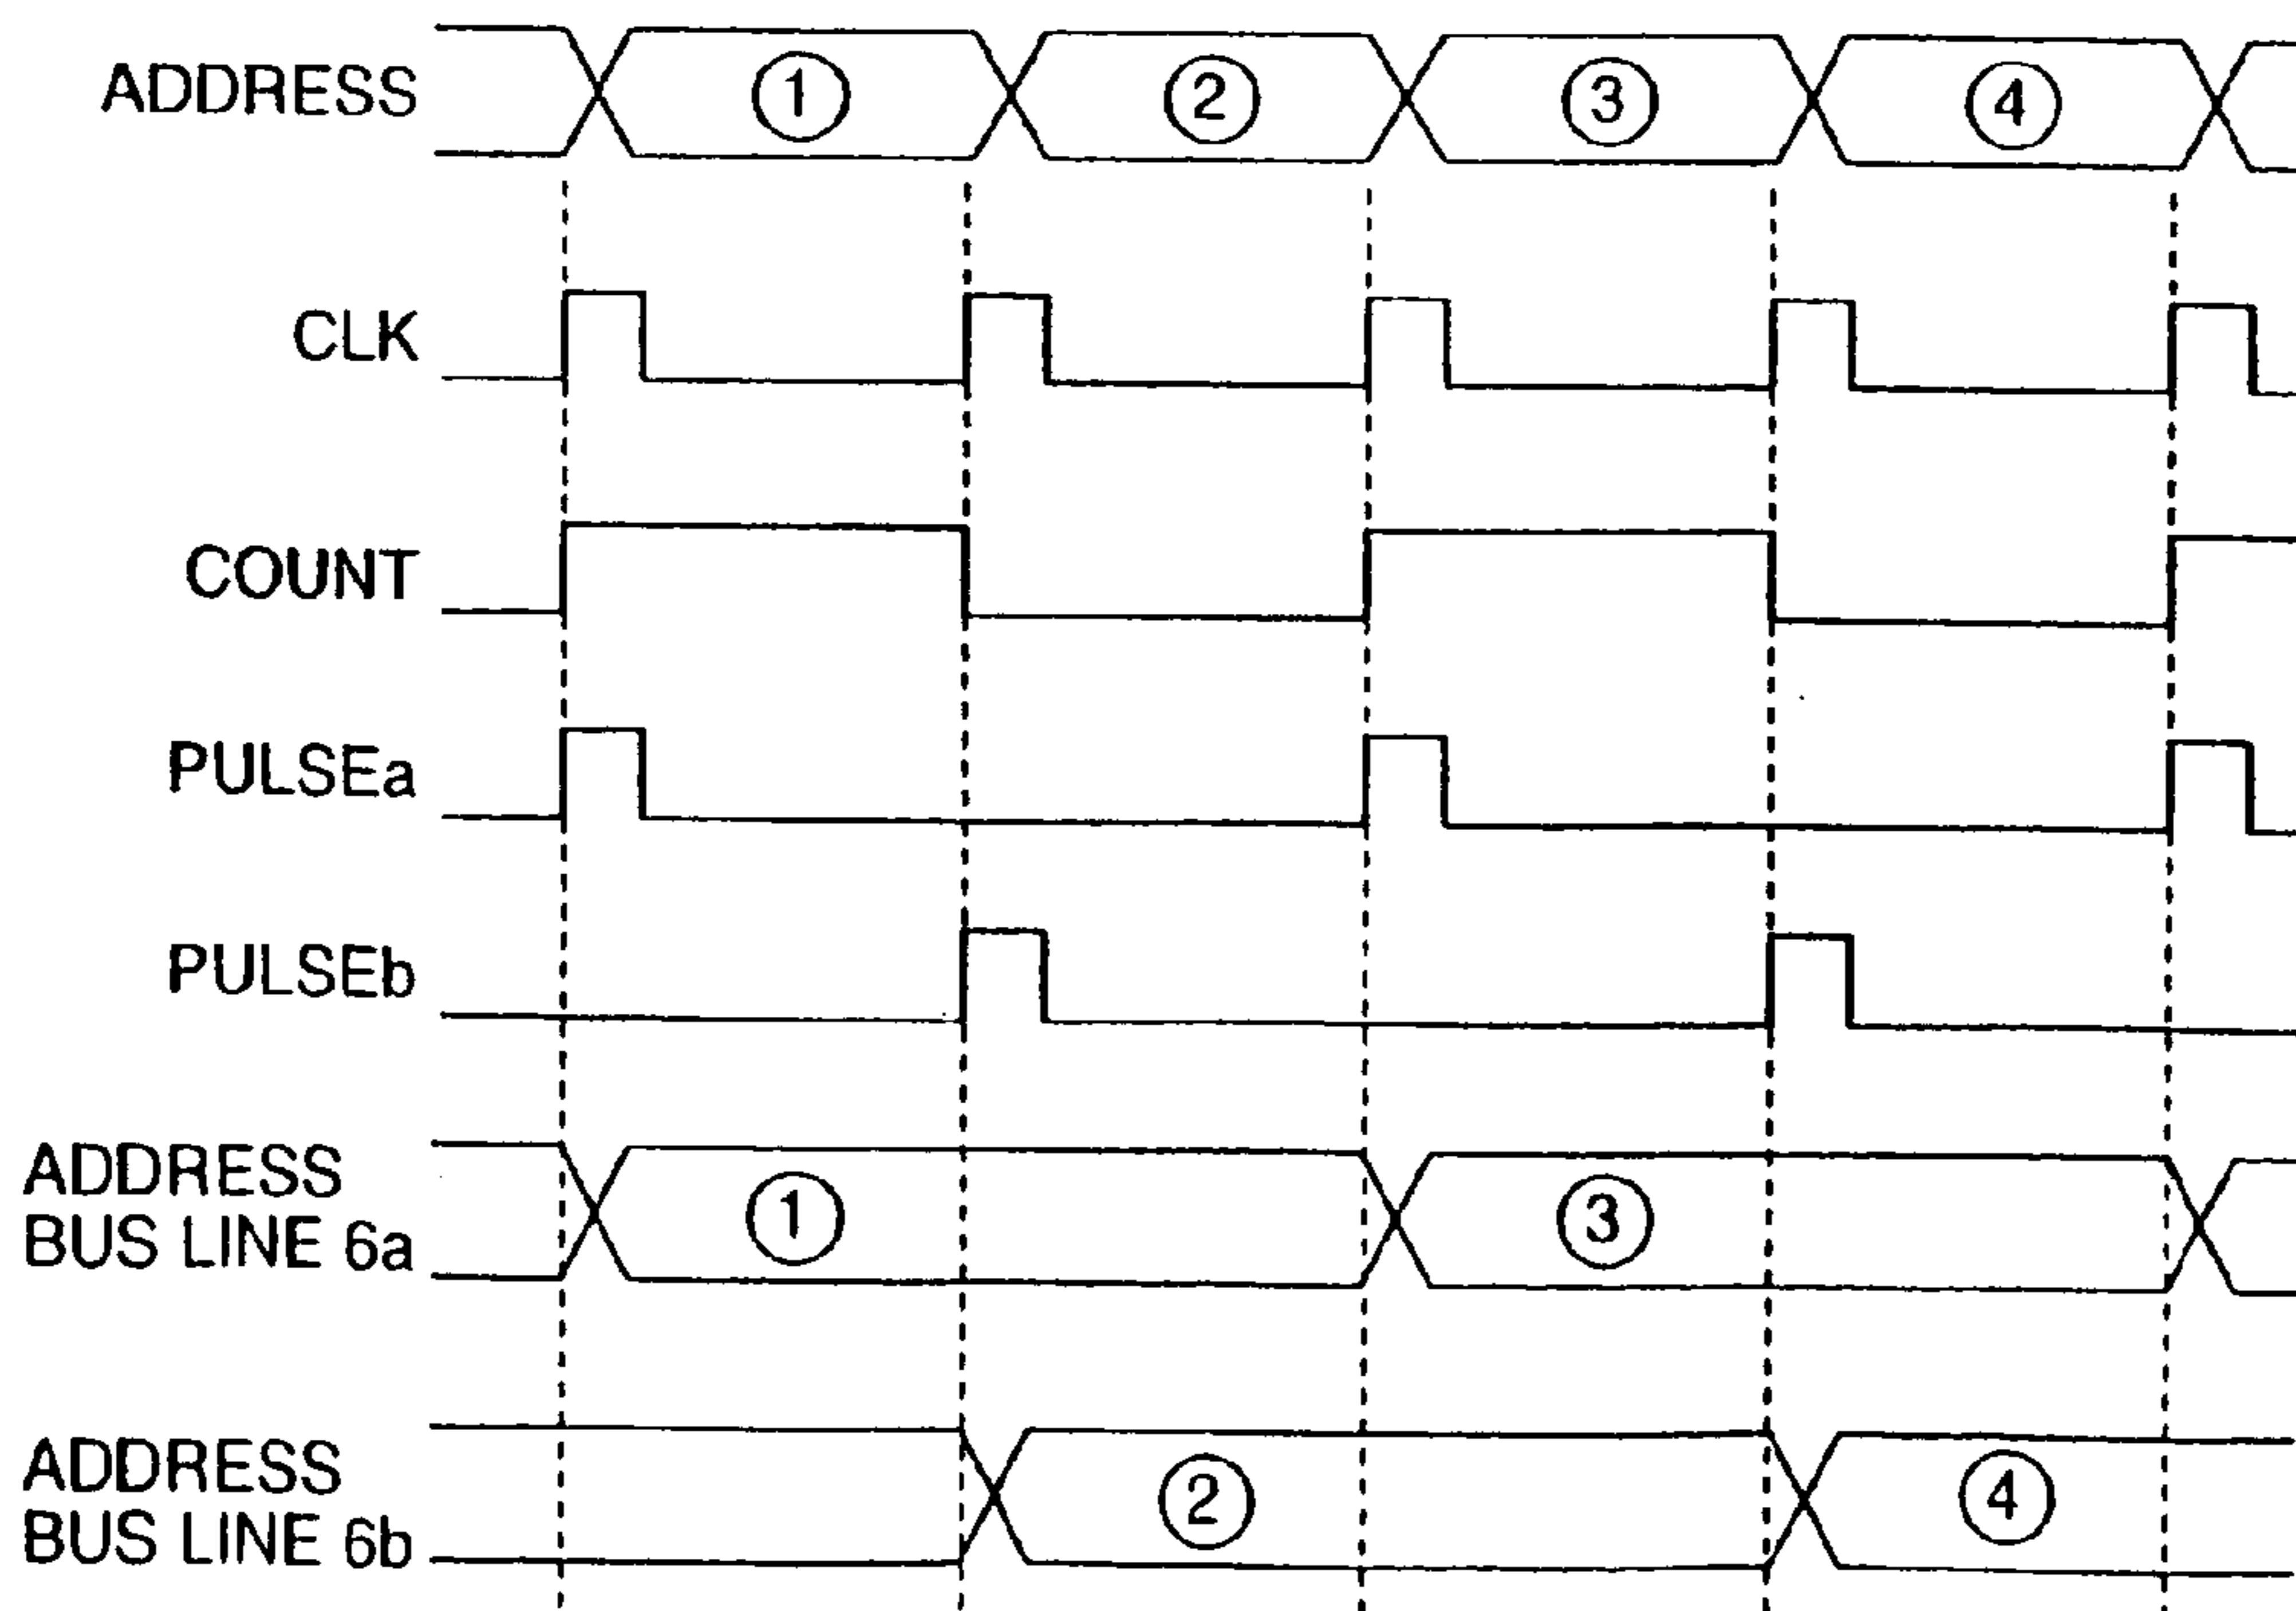 ADDRESS ① ② ③ ④
CLK
COUNT
PULSEa
PULSEb
ADDRESS
BUS LINE 6a ① ③
ADDRESS
BUS LINE 6b ② ④